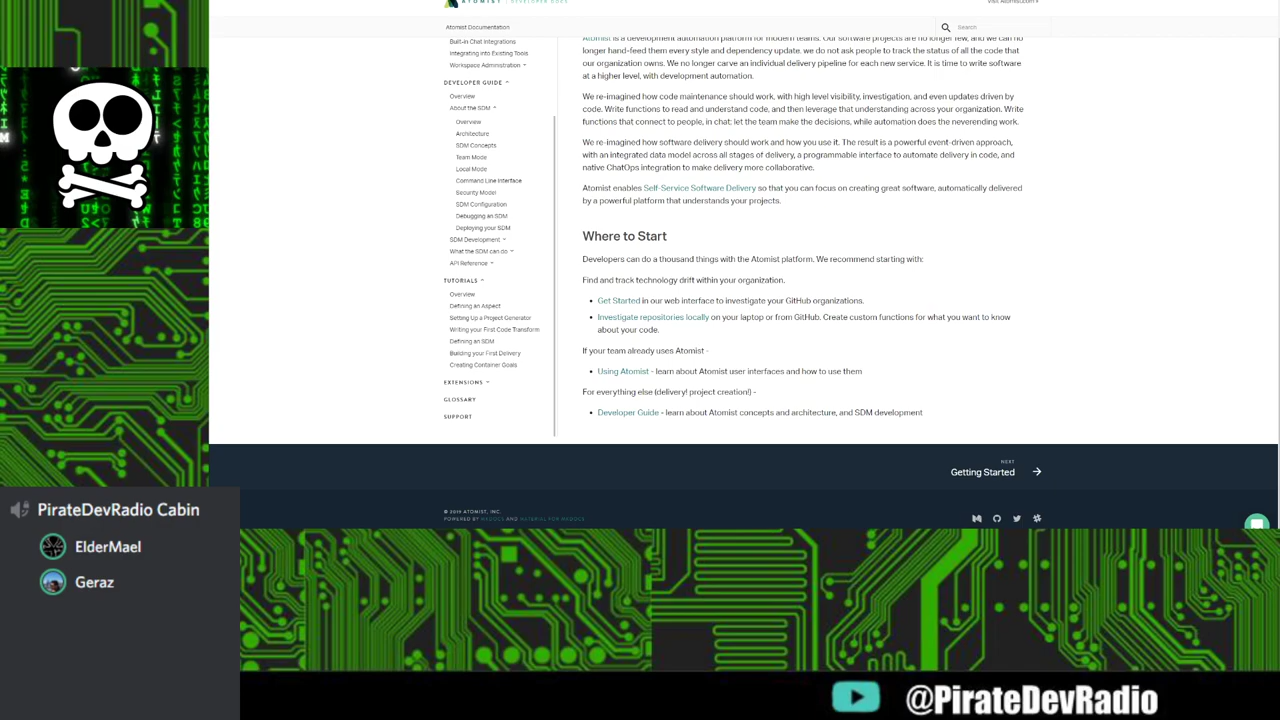 ATOMIST | DEVELOPER DOCS
Visit Atomist.com
Atomist Documentation
Search
Built-in Chat Integrations
Integrating into Existing Tools
Workspace Administration
DEVELOPER GUIDE
Overview
About the SDM
Overview
Architecture
SDM Concepts
Team Mode
Local Mode
Command Line Interface
Security Model
SDM Configuration
Debugging an SDM
Deploying your SDM
SDM Development
What the SDM can do
API Reference
TUTORIALS
Overview
Defining an Aspect
Setting Up a Project Generator
Writing your First Code Transform
Defining an SDM
Building your First Delivery
Creating Container Goals
EXTENSIONS
GLOSSARY
SUPPORT
Atomist is a development automation platform for modern teams. Our software projects are no longer few, and we can no
longer hand-feed them every style and dependency update. we do not ask people to track the status of all the code that
our organization owns. We no longer carve an individual delivery pipeline for each new service. It is time to write software
at a higher level, with development automation.
We re-imagined how code maintenance should work, with high level visibility, investigation, and even updates driven by
code. Write functions to read and understand code, and then leverage that understanding across your organization. Write
functions that connect to people, in chat; let the team make the decisions, while automation does the neverending work.
We re-imagined how software delivery should work and how you use it. The result is a powerful event-driven approach,
with an integrated data model across all stages of delivery, a programmable interface to automate delivery in code, and
native ChatOps integration to make delivery more collaborative.
Atomist enables Self-Service Software Delivery so that you can focus on creating great software, automatically delivered
by a powerful platform that understands your projects.
Where to Start
Developers can do a thousand things with the Atomist platform. We recommend starting with:
Find and track technology drift within your organization.
• Get Started in our web interface to investigate your GitHub organizations.
• Investigate repositories locally on your laptop or from GitHub. Create custom functions for what you want to know
about your code.
If your team already uses Atomist -
• Using Atomist - learn about Atomist user interfaces and how to use them
For everything else (delivery! project creation!) -
• Developer Guide - learn about Atomist concepts and architecture, and SDM development
NEXT
Getting Started
© 2019 ATOMIST, INC.
POWERED BY MKDOCS AND MATERIAL FOR MKDOCS
PirateDevRadio Cabin
ElderMael
Geraz
@PirateDevRadio